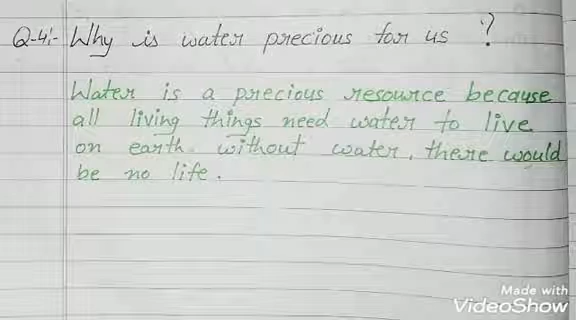 Q-4:- Why is water precious for us ?
Water is a precious resource because
all living things need water to live
on earth. without water, there would
be no life.
Made with
VideoShow